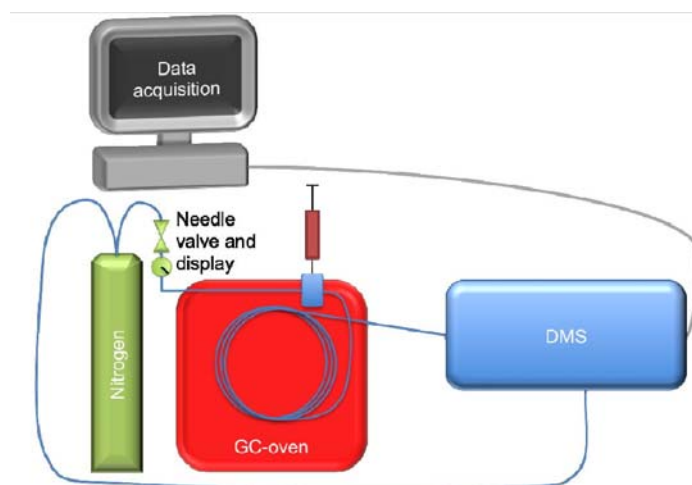 Data
acquisition
Needle
valve and
display
Nitrogen
DMS
GC-oven